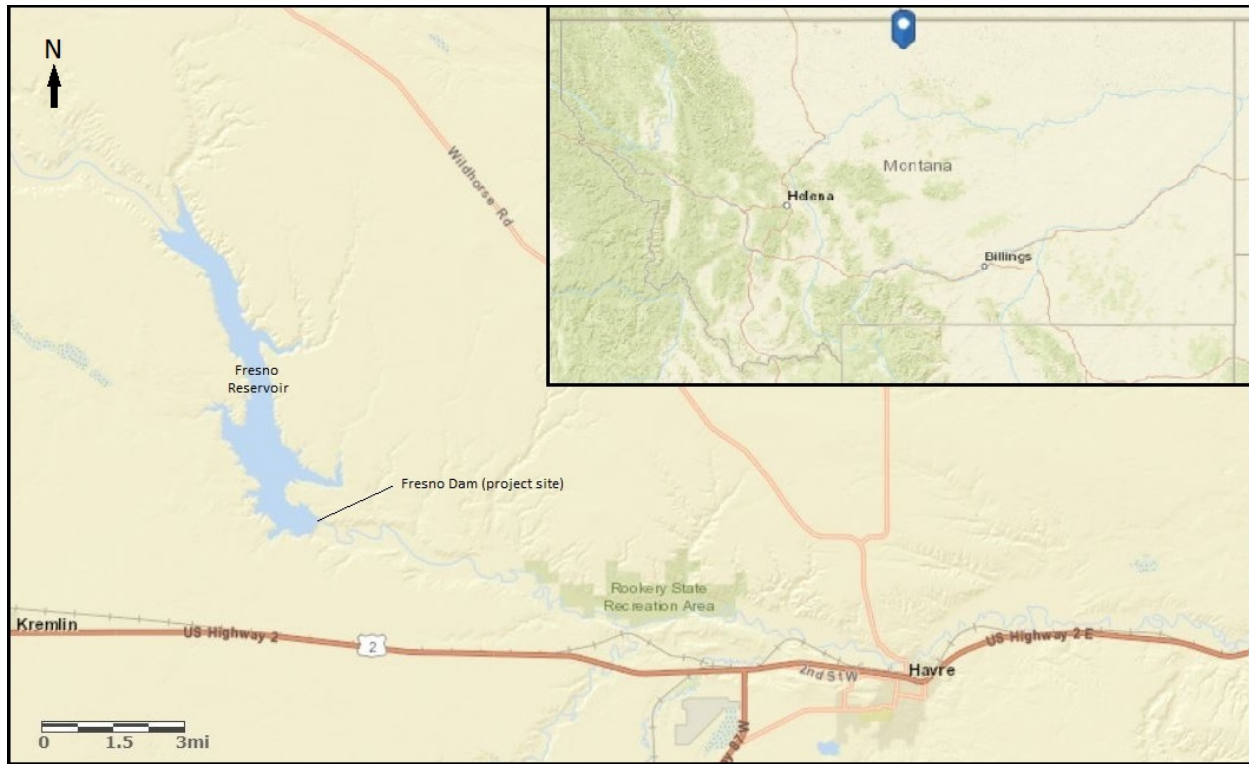 N
Wildhorse Rd
Montana
Helena
Billings
Fresno
Reservoir
Fresno Dam (project site)
Rookery State
Recreation Area
Kremlin
US Highway 2
2
2nd St W
Havre
US Highway 2 E
0 1.5 3mi